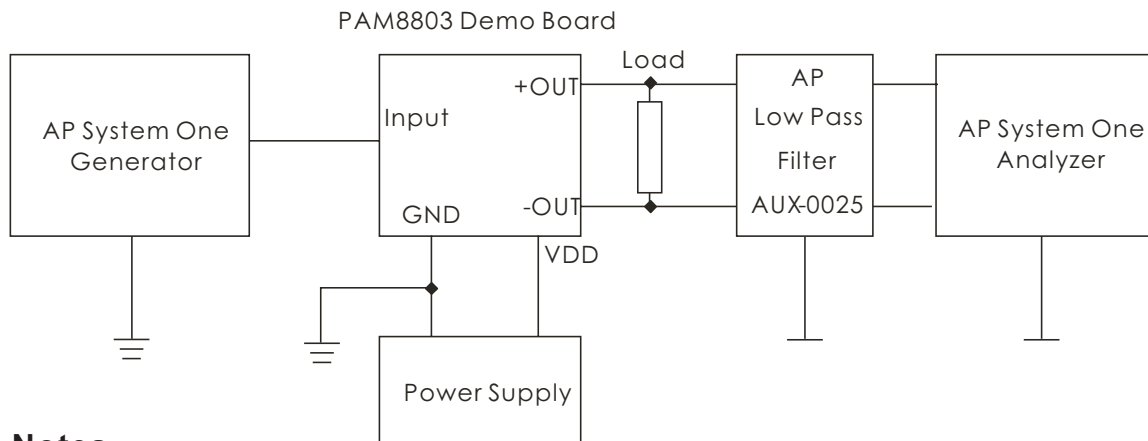 PAM8803 Demo Board
AP System One
Generator
Input
GND
+OUT
-OUT
VDD
Load
AP
Low Pass
Filter
AUX-0025
AP System One
Analyzer
Power Supply
Notes